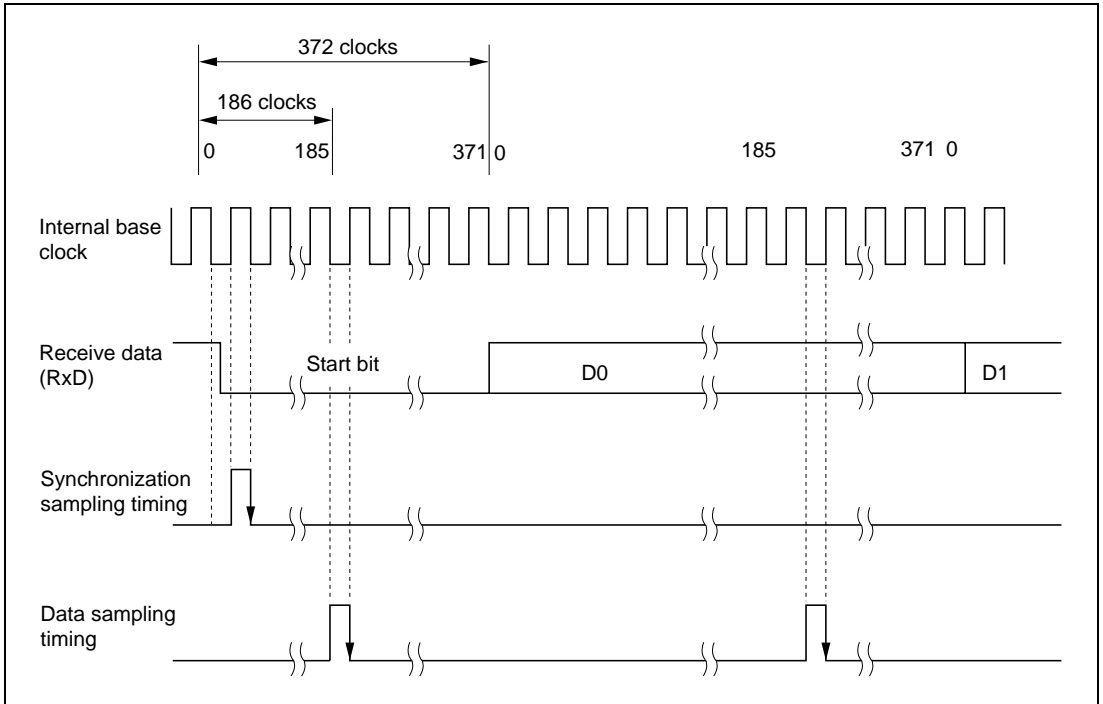 372 clocks
186 clocks
0 185 371 0 185 371 0
Internal base
clock
Receive data
(RxD)
Start bit
D0
D1
Synchronization
sampling timing
Data sampling
timing